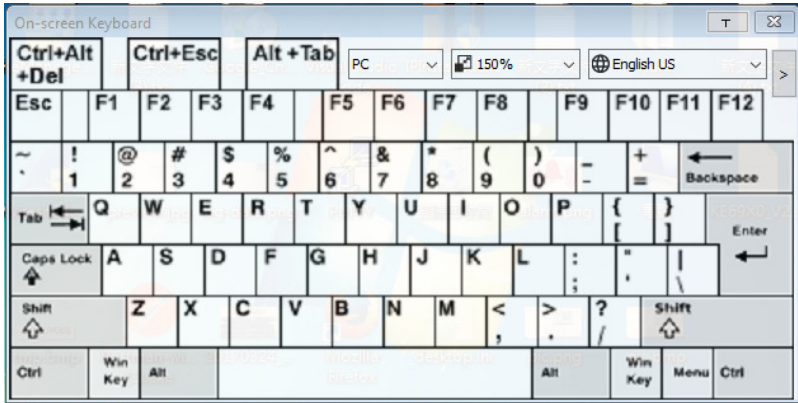 On-screen Keyboard T
Ctrl+Alt Ctrl+Esc Alt +Tab PC 150% English US >
+Del
Esc F1 F2 F3 F4 F5 F6 F7 F8 F9 F10 F11 F12
~ ! @ # $ % ^ & * ( ) _ +
` 1 2 3 4 5 6 7 8 9 0 - = Backspace
Tab Q W E R T Y U I O P { }
[ ] Enter
Caps Lock A S D F G H J K L : " |
; ' \
Shift Z X C V B N M < > ? Shift
, . /
Ctrl Win Key Alt Alt Win Key Menu Ctrl